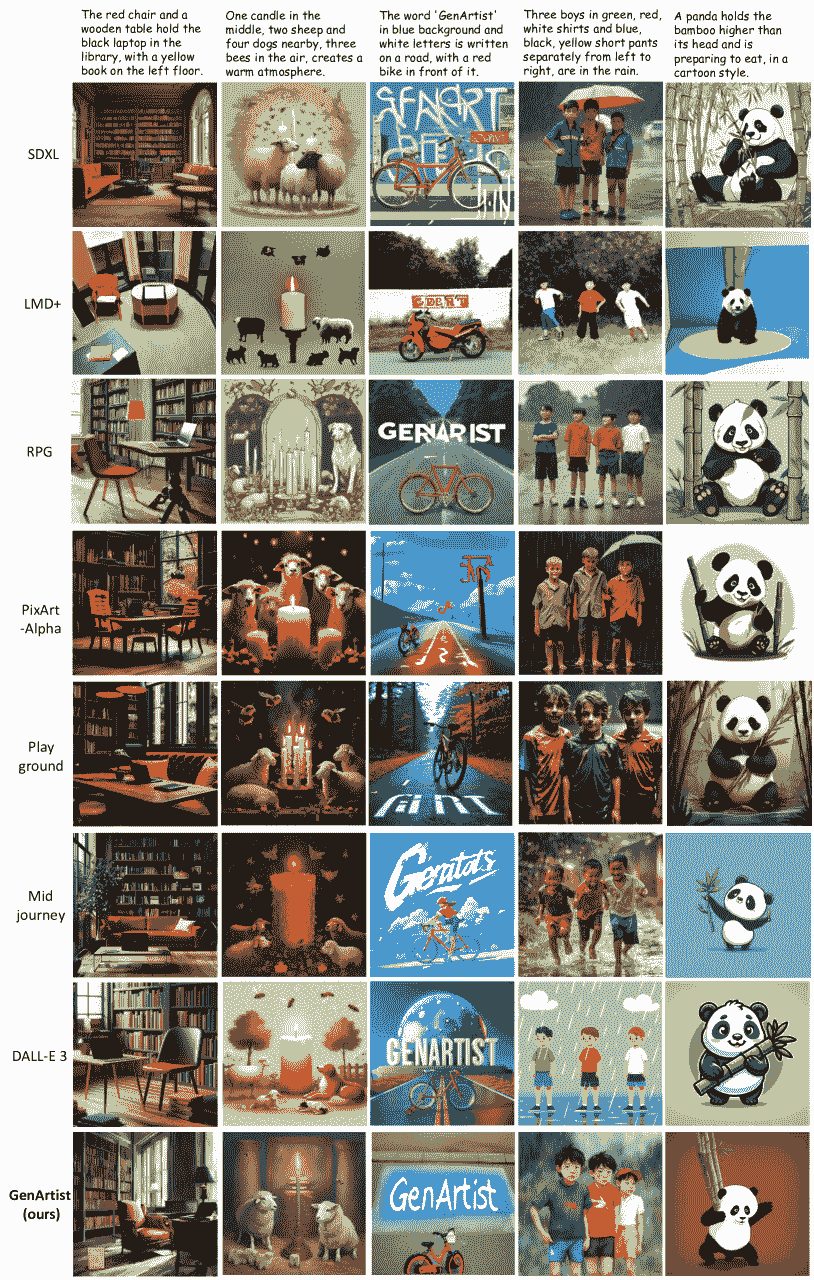 The red chair and a
wooden table hold the
black laptop in the
library, with a yellow
book on the left floor.
One candle in the
middle, two sheep and
four dogs nearby, three
bees in the air, creates a
warm atmosphere.
The word 'GenArtist'
in blue background and
white letters is written
on a road, with a red
bike in front of it.
Three boys in green, red,
white shirts and blue,
black, yellow short pants
separately from left to
right, are in the rain.
A panda holds the
bamboo higher than
its head and is
preparing to eat, in a
cartoon style.
SDXL
LMD+
RPG
GENARIST
PixArt
-Alpha
Play
ground
Mid
journey
DALL-E 3
GENARTIST
GenArtist
(ours)
GenArtist